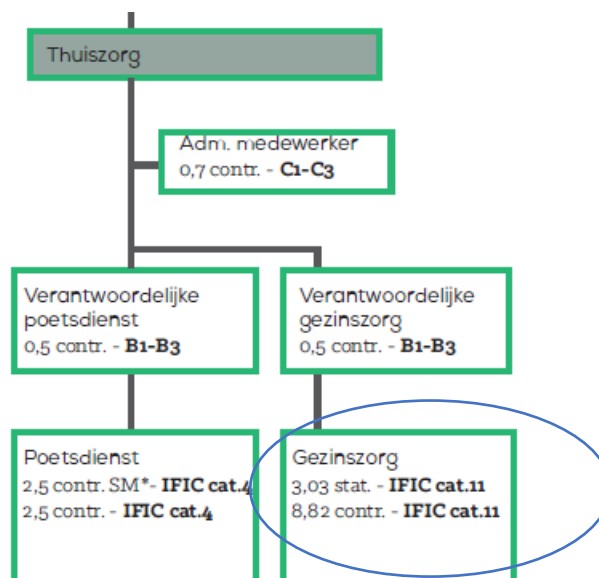 Thuiszorg
Adm. medewerker
0,7 contr. - C1-C3
Verantwoordelijke
poetsdienst
0,5 contr. - B1-B3
Verantwoordelijke
gezinszorg
0,5 contr. - B1-B3
Poetsdienst
2,5 contr. SM*- IFIC cat.4
2,5 contr. - IFIC cat.4
Gezinszorg
3,03 stat. - IFIC cat.11
8,82 contr. - IFIC cat.11